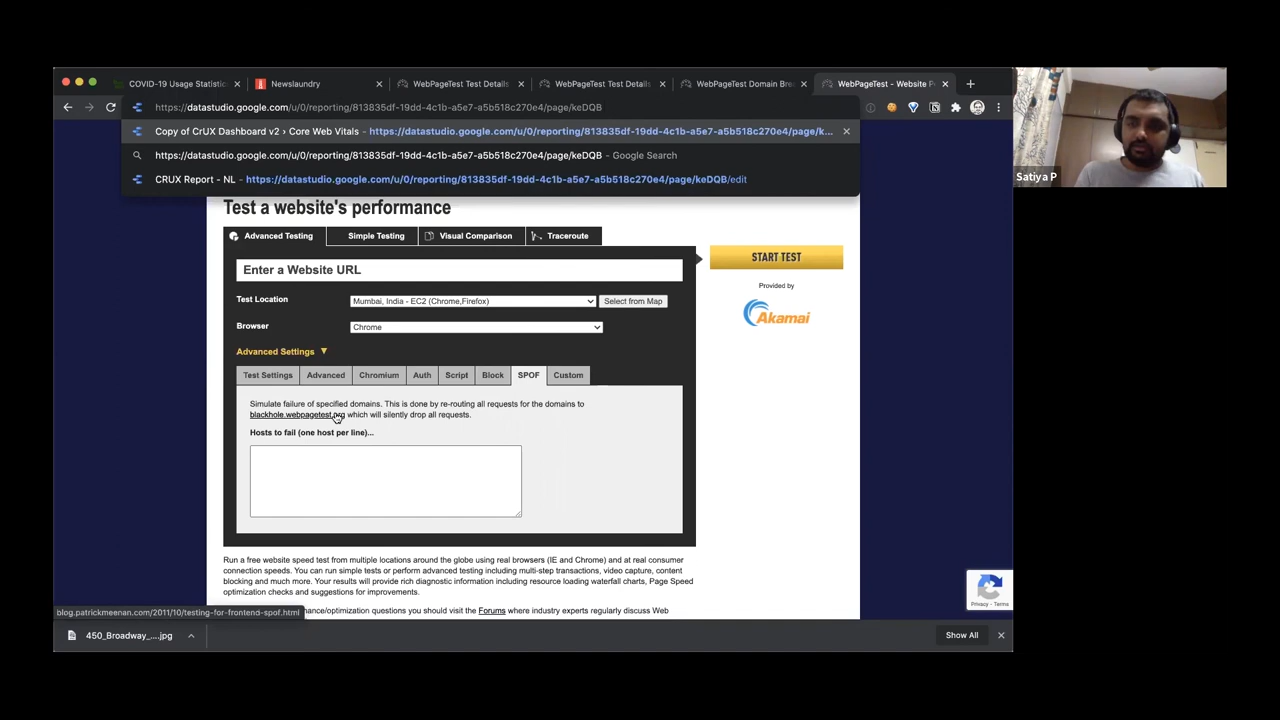 COVID-19 Usage Statistic
Newslaundry
WebPageTest Test Details
WebPageTest Test Details
WebPageTest Domain Bre
WebPageTest - Website P
https://datastudio.google.com/u/0/reporting/813835df-19dd-4c1b-a5e7-a5b518c270e4/page/keDQB
Copy of CrUX Dashboard v2 › Core Web Vitals - https://datastudio.google.com/u/0/reporting/813835df-19dd-4c1b-a5e7-a5b518c270e4/page/k...
https://datastudio.google.com/u/0/reporting/813835df-19dd-4c1b-a5e7-a5b518c270e4/page/keDQB - Google Search
CRUX Report - NL - https://datastudio.google.com/u/0/reporting/813835df-19dd-4c1b-a5e7-a5b518c270e4/page/keDQB/edit
Satiya P
Test a website's performance
Advanced Testing
Simple Testing
Visual Comparison
Traceroute
Enter a Website URL
START TEST
Provided by
Akamai
Test Location
Mumbai, India - EC2 (Chrome,Firefox)
Select from Map
Browser
Chrome
Advanced Settings ▼
Test Settings
Advanced
Chromium
Auth
Script
Block
SPOF
Custom
Simulate failure of specified domains. This is done by re-routing all requests for the domains to
blackhole.webpagetest.org which will silently drop all requests.
Hosts to fail (one host per line)...
Run a free website speed test from multiple locations around the globe using real browsers (IE and Chrome) and at real consumer
connection speeds. You can run simple tests or perform advanced testing including multi-step transactions, video capture, content
blocking and much more. Your results will provide rich diagnostic information including resource loading waterfall charts, Page Speed
optimization checks and suggestions for improvements.
Privacy - Terms
blog.patrickmeenan.com/2011/10/testing-for-frontend-spof.html
mance/optimization questions you should visit the Forums where industry experts regularly discuss Web
450_Broadway_....jpg
Show All